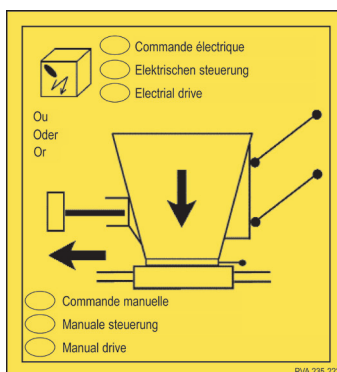 Commande électrique
Elektrischen steuerung
Electrial drive
Ou
Oder
Or
Commande manuelle
Manuale steuerung
Manual drive